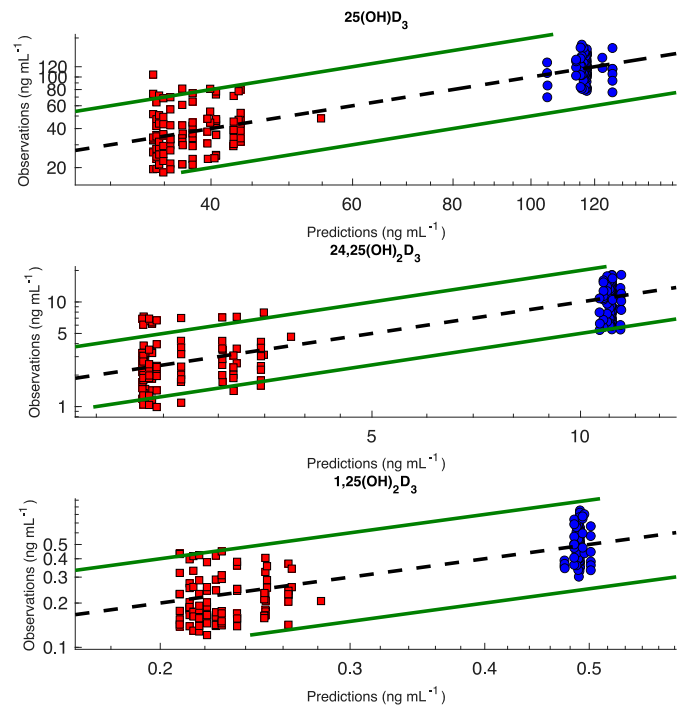 25(OH)D3
Observations (ng mL-1)
120
100
80
60
40
20
40
60
80
100
120
Predictions (ng mL-1)
24,25(OH)2D3
Observations (ng mL-1)
10
5
1
5
10
Predictions (ng mL-1)
1,25(OH)2D3
Observations (ng mL-1)
0.5
0.4
0.3
0.2
0.1
0.2
0.3
0.4
0.5
Predictions (ng mL-1)